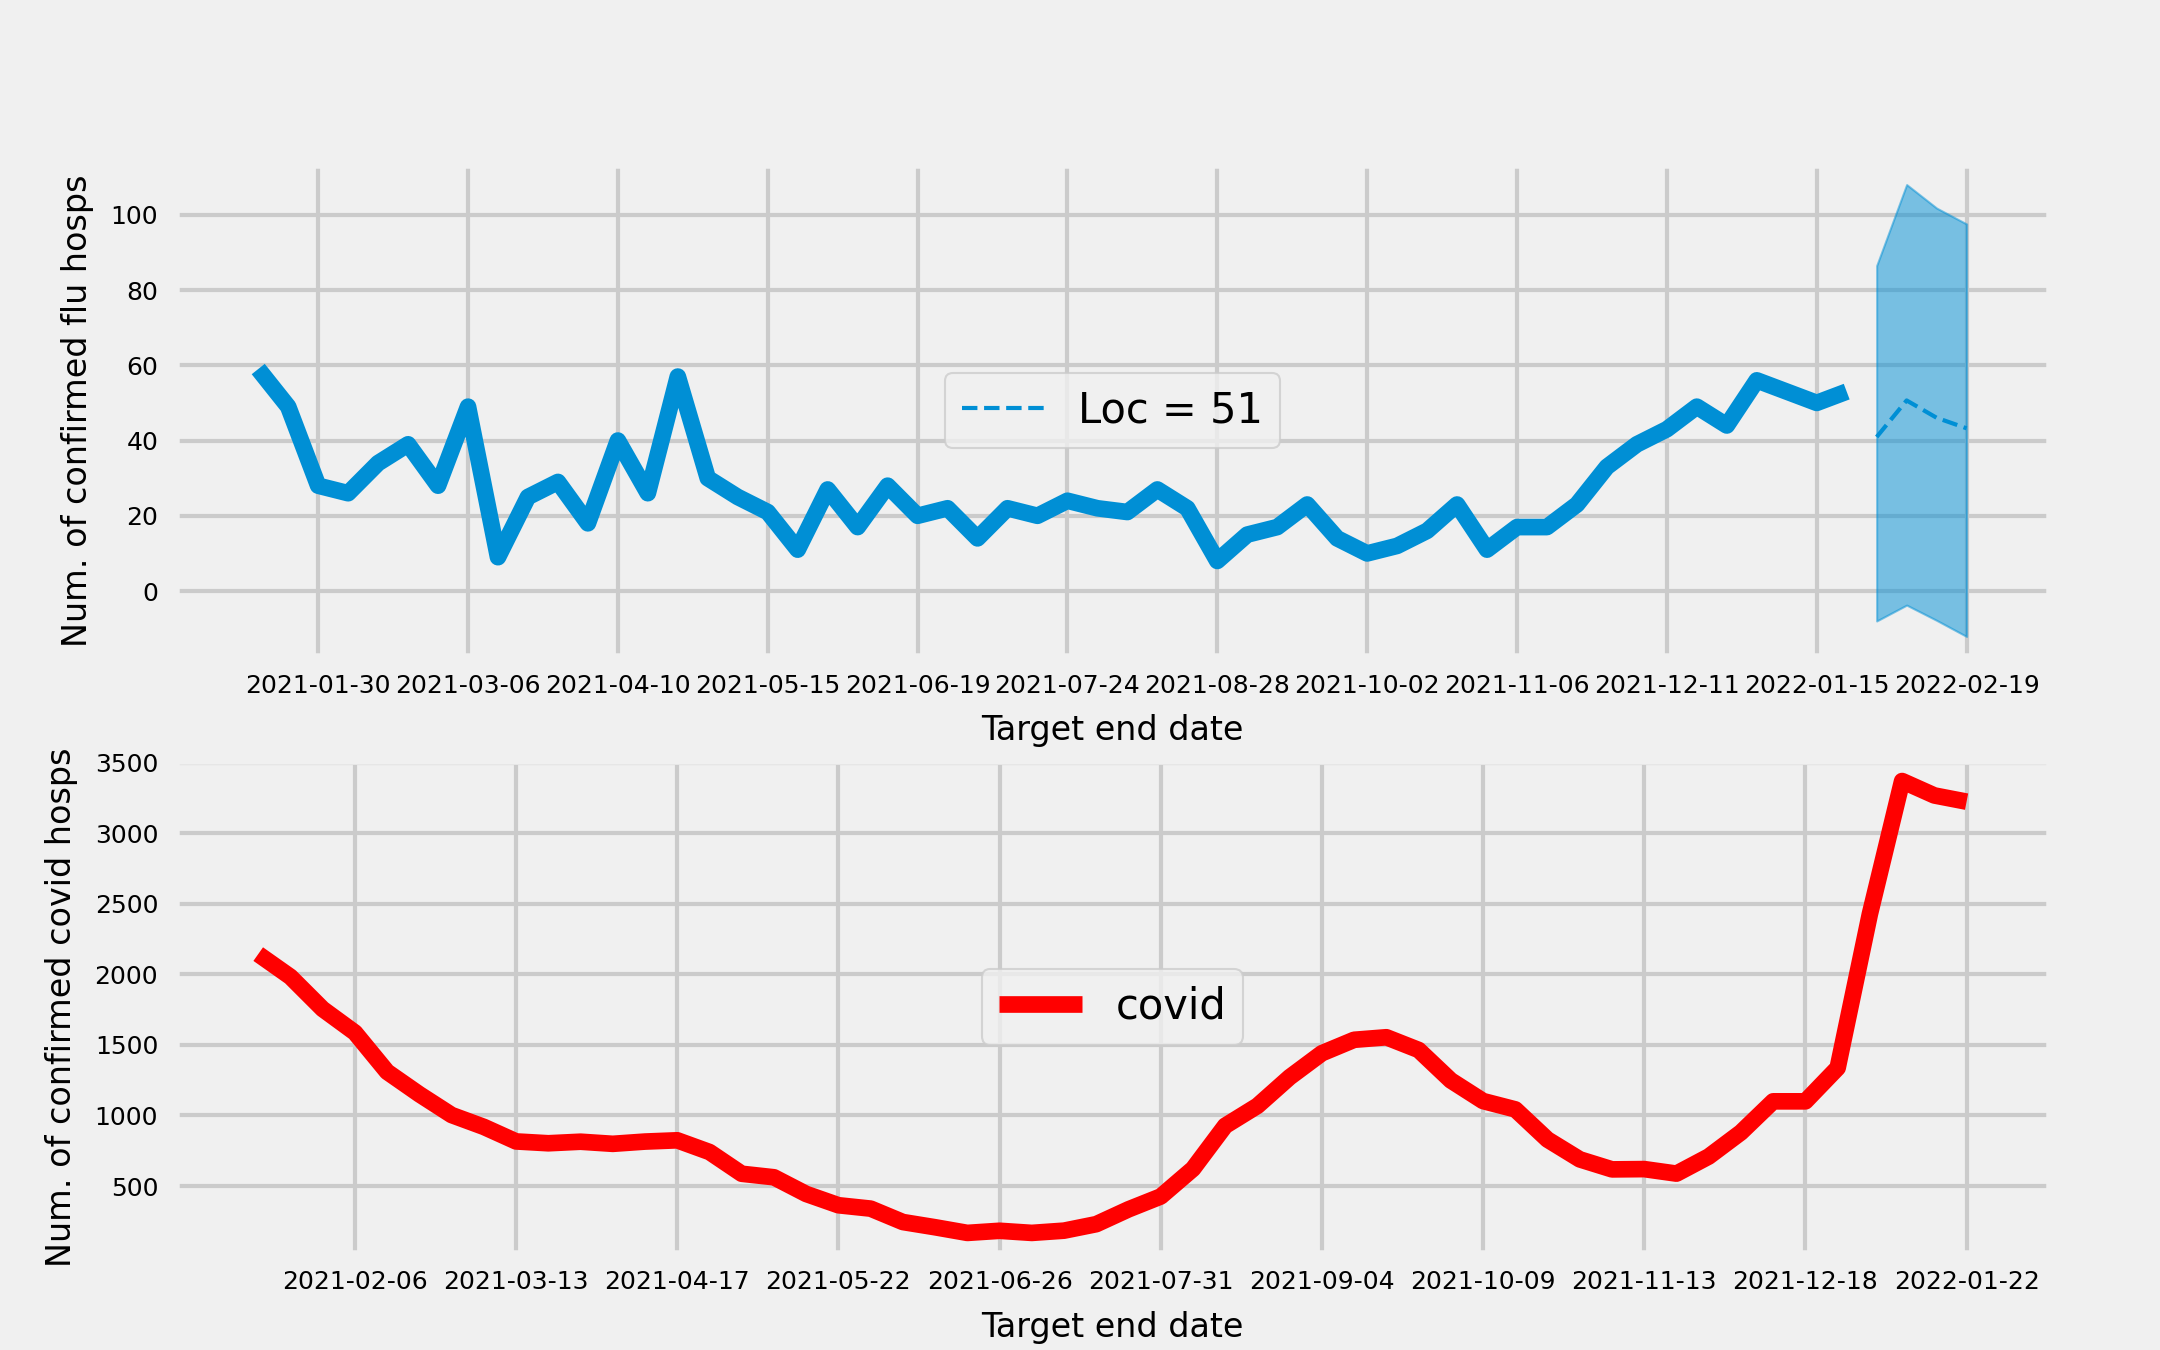 Num. of confirmed flu hosps
100
80
60
40
20
0
Loc = 51
2021-01-30 2021-03-06 2021-04-10 2021-05-15 2021-06-19 2021-07-24 2021-08-28 2021-10-02 2021-11-06 2021-12-11 2022-01-15 2022-02-19
Target end date
Num. of confirmed covid hosps
3500
3000
2500
2000
1500
1000
500
covid
2021-02-06 2021-03-13 2021-04-17 2021-05-22 2021-06-26 2021-07-31 2021-09-04 2021-10-09 2021-11-13 2021-12-18 2022-01-22
Target end date